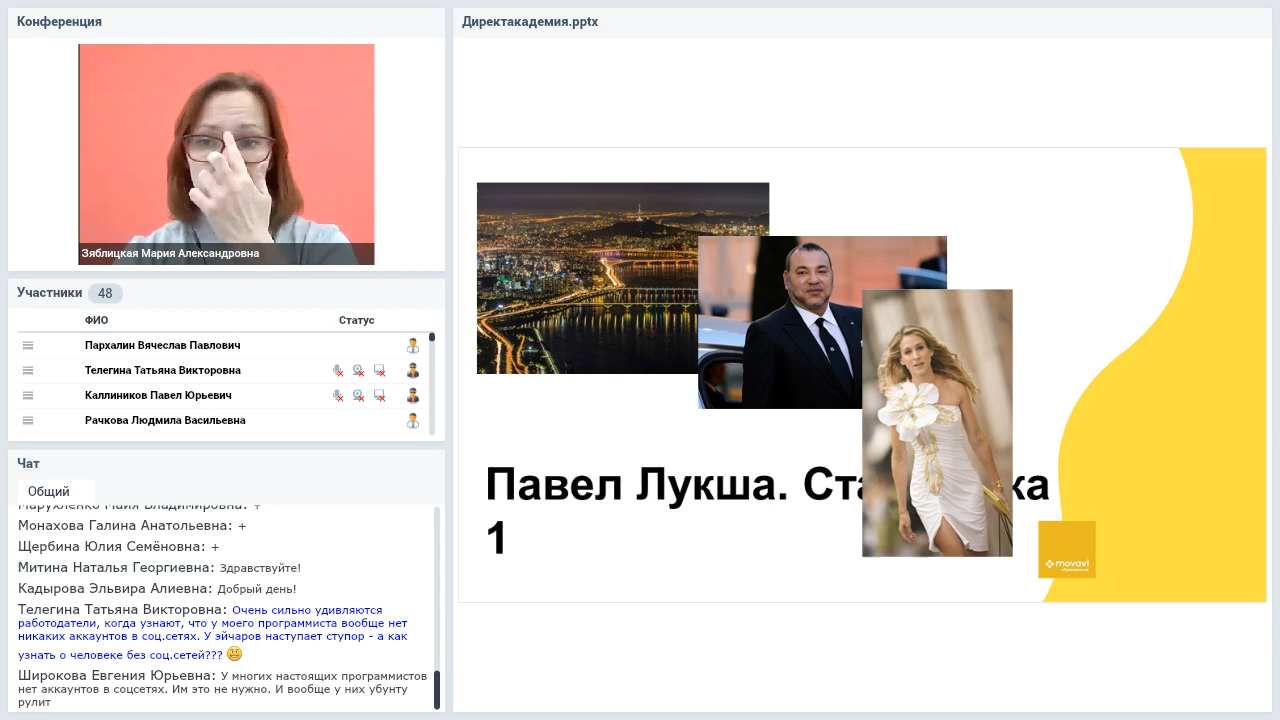 Конференция
Зяблицкая Мария Александровна
Участники 48
ФИО Статус
Пархалин Вячеслав Павлович
Телегина Татьяна Викторовна
Каллиников Павел Юрьевич
Рачкова Людмила Васильевна
Чат
Общий
Марухленко Майя Владимировна: +
Монахова Галина Анатольевна: +
Щербина Юлия Семёновна: +
Митина Наталья Георгиевна: Здравствуйте!
Кадырова Эльвира Алиевна: Добрый день!
Телегина Татьяна Викторовна: Очень сильно удивляются
работодатели, когда узнают, что у моего программиста вообще нет
никаких аккаунтов в соц.сетях. У эйчаров наступает ступор - а как
узнать о человеке без соц.сетей???
Широкова Евгения Юрьевна: У многих настоящих программистов
нет аккаунтов в соцсетях. Им это не нужно. И вообще у них убунту
рулит
Директакадемия.pptx
Павел Лукша.
1
movavi